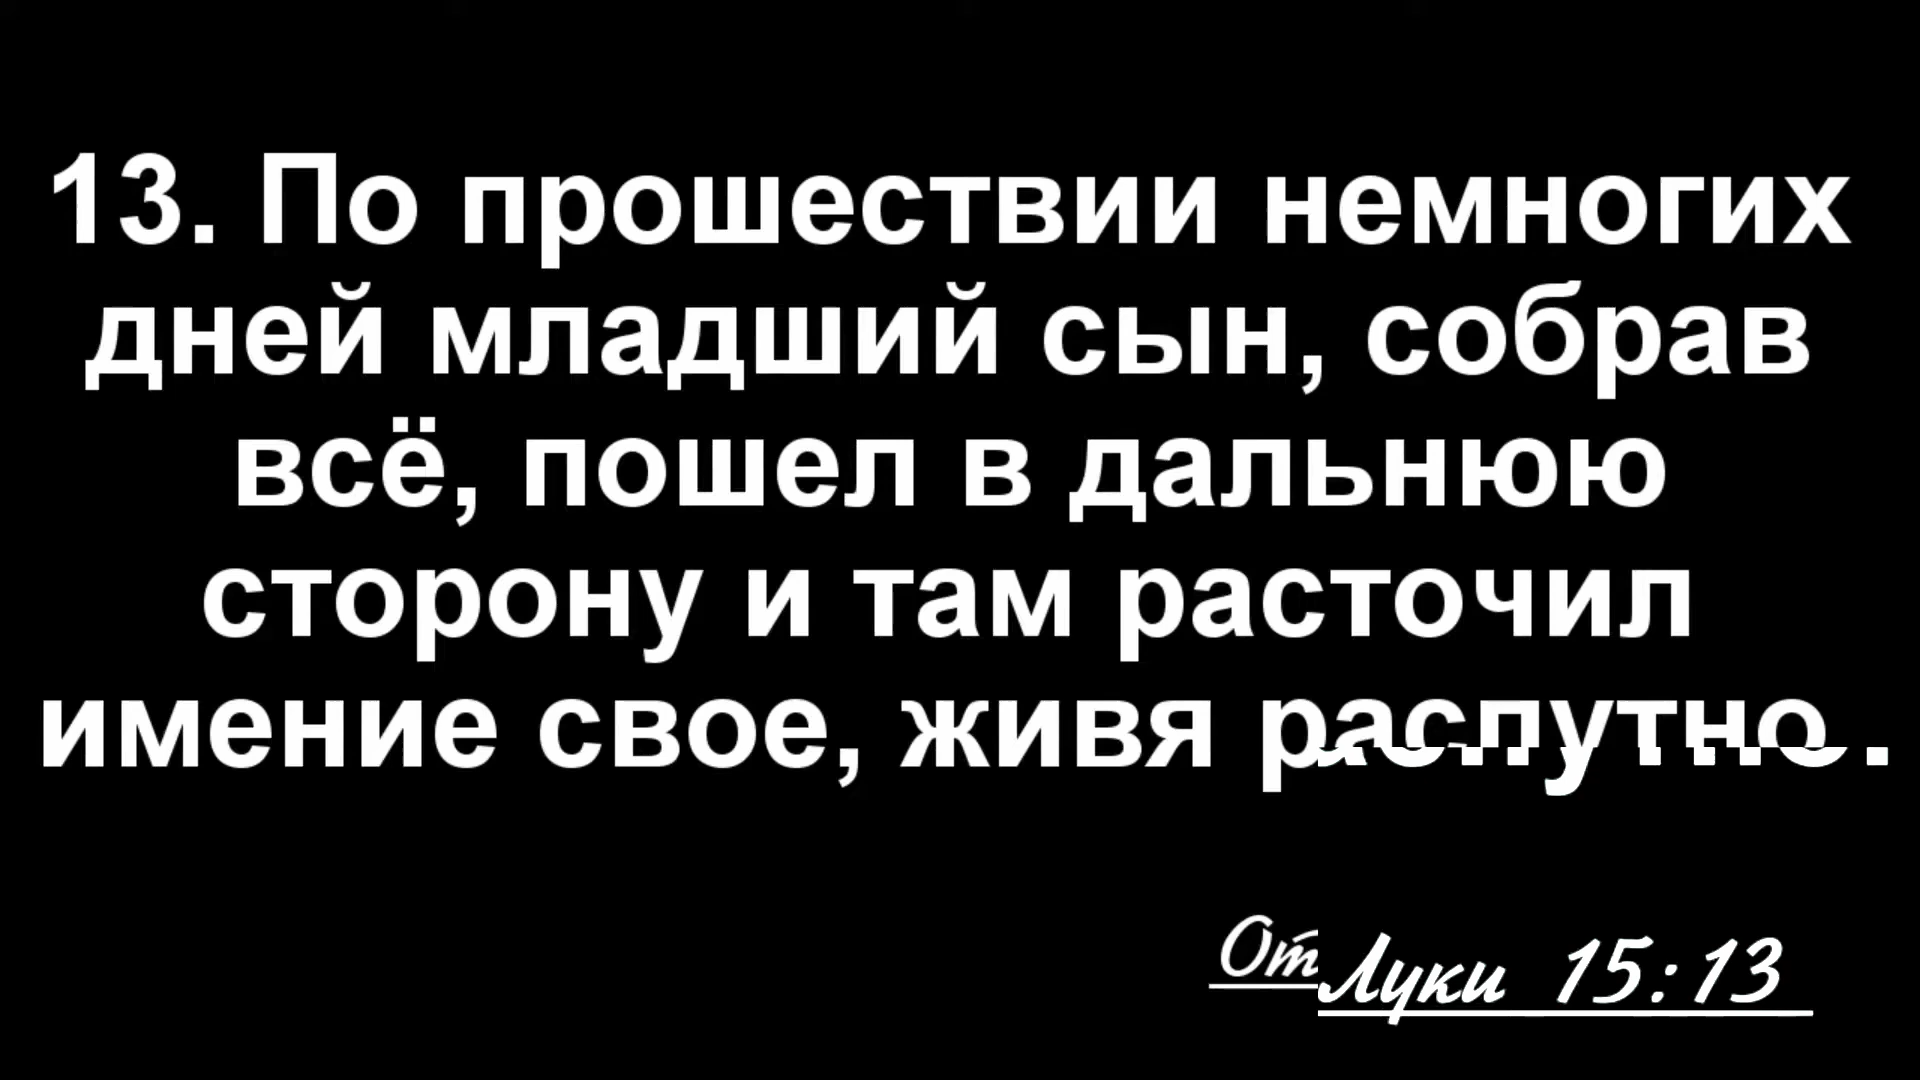 13. По прошествии немногих
дней младший сын, собрав
всё, пошел в дальнюю
сторону и там расточил
имение свое, живя распутно.
От Луки 15:13